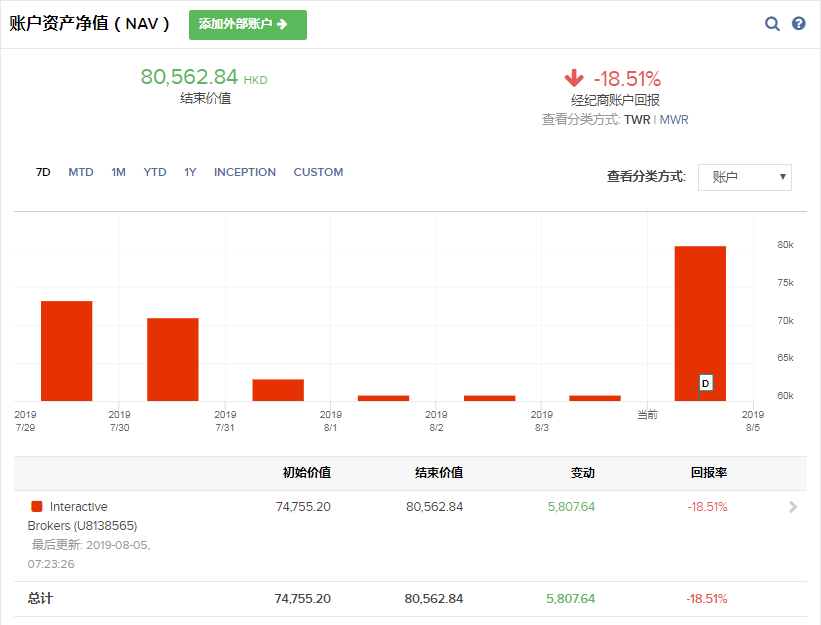 账户资产净值 ( NAV ) 添加外部账户
80,562.84 HKD
结束价值
-18.51%
经纪商账户回报
查看分类方式: TWR | MWR
7D MTD 1M YTD 1Y INCEPTION CUSTOM
查看分类方式: 账户
80k
75k
70k
65k
60k
D
2019 2019 2019 2019 2019 2019 当前 2019
7/29 7/30 7/31 8/1 8/2 8/3 8/5
初始价值 结束价值 变动 回报率
Interactive 74,755.20 80,562.84 5,807.64 -18.51%
Brokers (U8138565)
最后更新: 2019-08-05,
07:23:26
总计 74,755.20 80,562.84 5,807.64 -18.51%